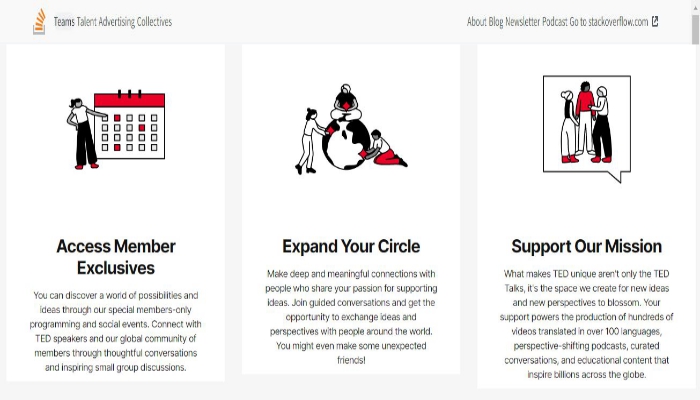 Teams Talent Advertising Collectives
About Blog Newsletter Podcast Go to stackoverflow.com
Access Member
Exclusives
You can discover a world of possibilities and
ideas through our special members-only
programming and social events. Connect with
TED speakers and our global community of
members through thoughtful conversations
and inspiring small group discussions.
Expand Your Circle
Make deep and meaningful connections with
people who share your passion for supporting
ideas. Join guided conversations and get the
opportunity to exchange ideas and
perspectives with people around the world.
You might even make some unexpected
friends!
Support Our Mission
What makes TED unique aren't only the TED
Talks, it's the space we create for new ideas
and new perspectives to blossom. Your
support powers the production of hundreds of
videos translated in over 100 languages,
perspective-shifting podcasts, curated
conversations, and educational content that
inspire billions across the globe.